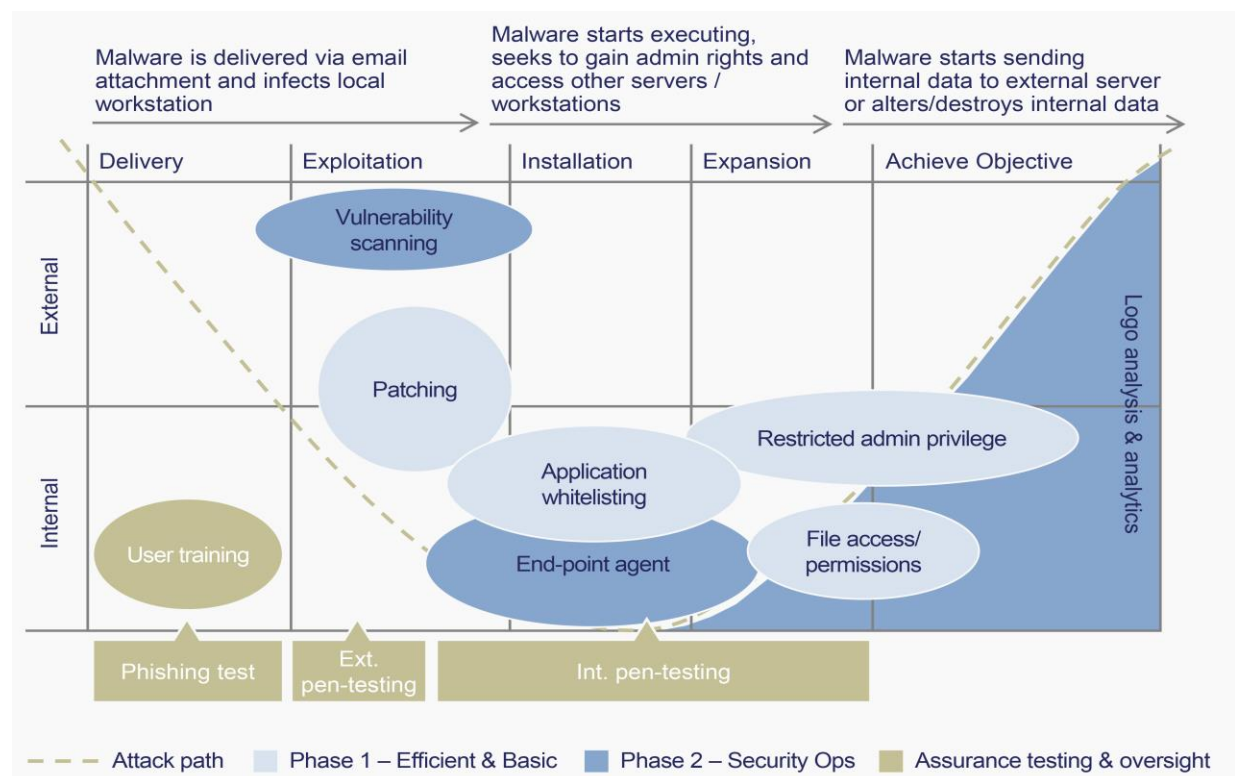 Malware is delivered via email
attachment and infects local
workstation
Malware starts executing,
seeks to gain admin rights and
access other servers /
workstations
Malware starts sending
internal data to external server
or alters/destroys internal data
Delivery
Exploitation
Installation
Expansion
Achieve Objective
External
Internal
Vulnerability
scanning
Patching
Application
whitelisting
Restricted admin privilege
User training
End-point agent
File access/
permissions
Logo analysis & analytics
Phishing test
Ext.
pen-testing
Int. pen-testing
Attack path
Phase 1 – Efficient & Basic
Phase 2 – Security Ops
Assurance testing & oversight